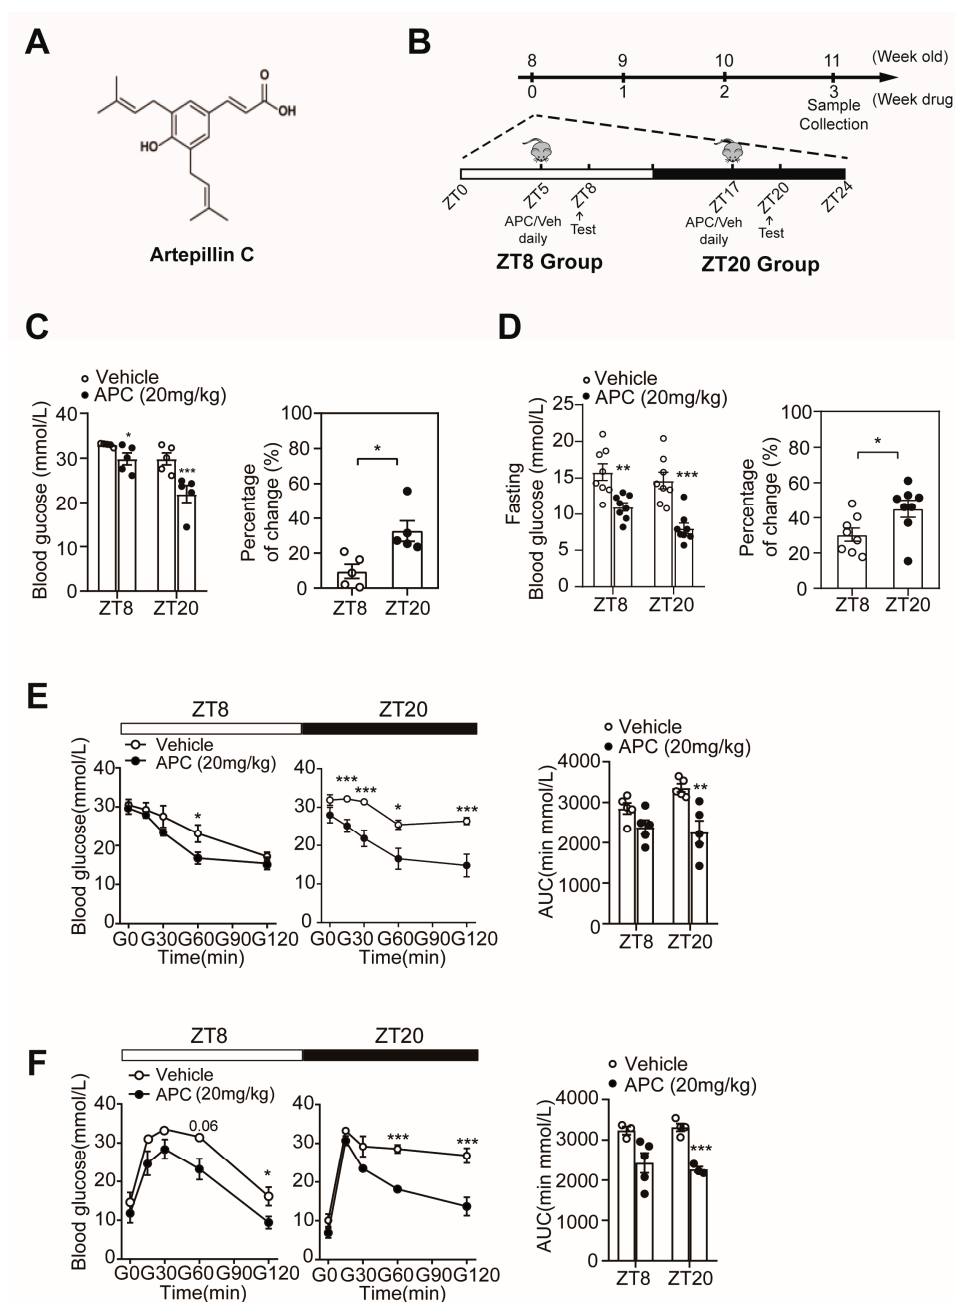 A
O
OH
HO
Artepillin C
B
8 9 10 11 (Week old)
0 1 2 3 (Week drug
Sample
Collection
ZT0 ZT5 ZT8 ZT17 ZT20 ZT24
APC/Veh
daily
↑
Test
APC/Veh
daily
↑
Test
ZT8 Group
ZT20 Group
C
Vehicle
APC (20mg/kg)
Blood gucose (mmol/L)
40
30
20
10
0
*
***
ZT8 ZT20
Percentage
of change (%)
100
80
60
40
20
0
*
ZT8 ZT20
D
Vehicle
APC (20mg/kg)
Fasting
Blood glucose (mmol/L)
25
20
15
10
5
0
**
***
ZT8 ZT20
Percentage
of change (%)
100
80
60
40
20
0
*
ZT8 ZT20
E
ZT8 ZT20
Vehicle
APC (20mg/kg)
Blood glucose(mmol/L)
40
30
20
10
0
*
G0 G30 G60 G90 G120
Time(min)
40
30
20
10
0
***
***
*
***
G0 G30 G60 G90 G120
Time(min)
Vehicle
APC (20mg/kg)
AUC(min mmol/L)
4000
3000
2000
1000
0
**
ZT8 ZT20
F
ZT8 ZT20
Vehicle
APC (20mg/kg)
Blood glucose(mmol/L)
40
30
20
10
0
0.06
*
G0 G30 G60 G90 G120
Time(min)
40
30
20
10
0
***
***
G0 G30 G60 G90 G120
Time(min)
Vehicle
APC (20mg/kg)
AUC(min mmol/L)
4000
3000
2000
1000
0
***
ZT8 ZT20